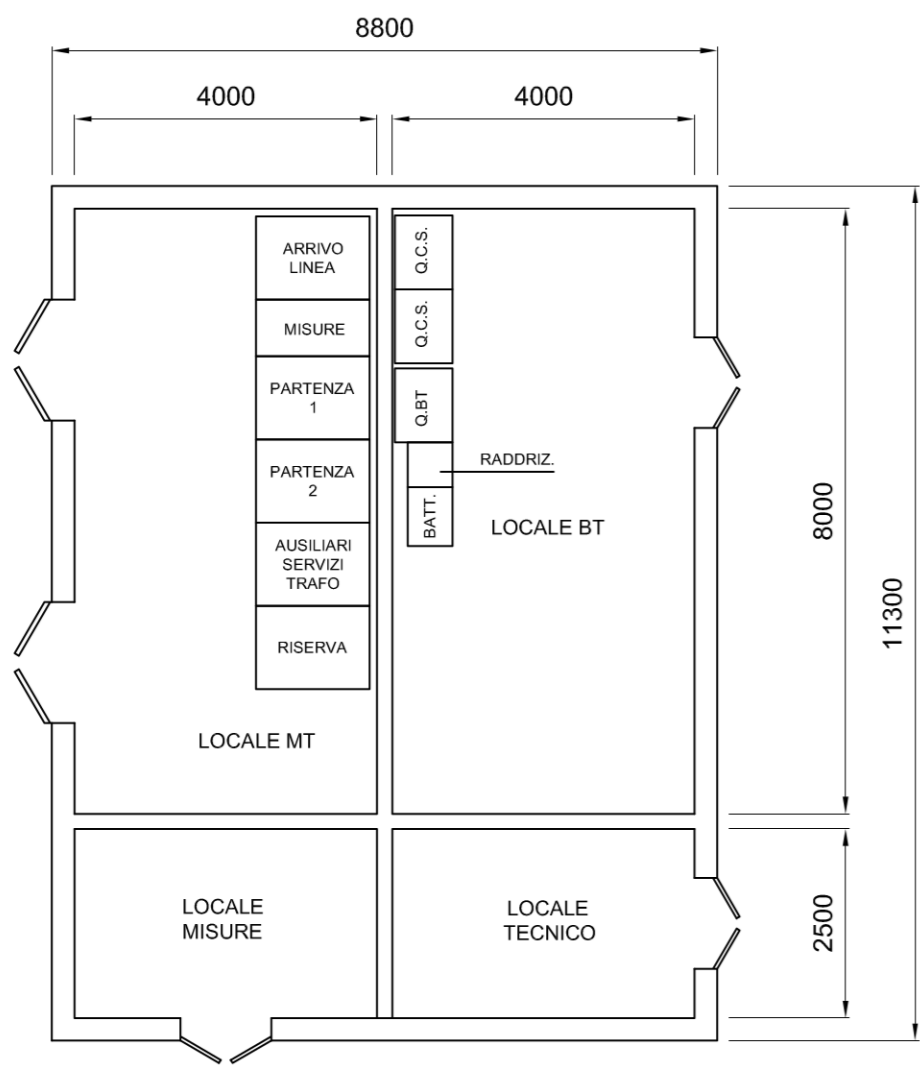 8800
4000
4000
ARRIVO
LINEA
MISURE
PARTENZA
1
PARTENZA
2
AUSILIARI
SERVIZI
TRAFO
RISERVA
LOCALE MT
Q.C.S.
Q.C.S.
Q.BT
RADDRIZ.
BATT.
LOCALE BT
8000
11300
LOCALE
MISURE
LOCALE
TECNICO
2500